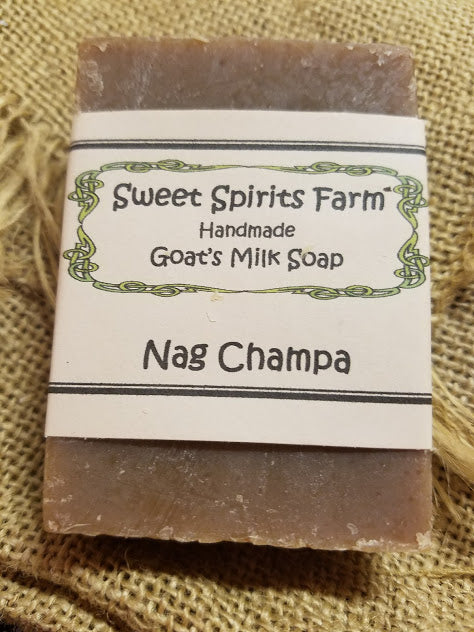 Sweet Spirits Farm™
Handmade
Goat's Milk Soap
Nag Champa